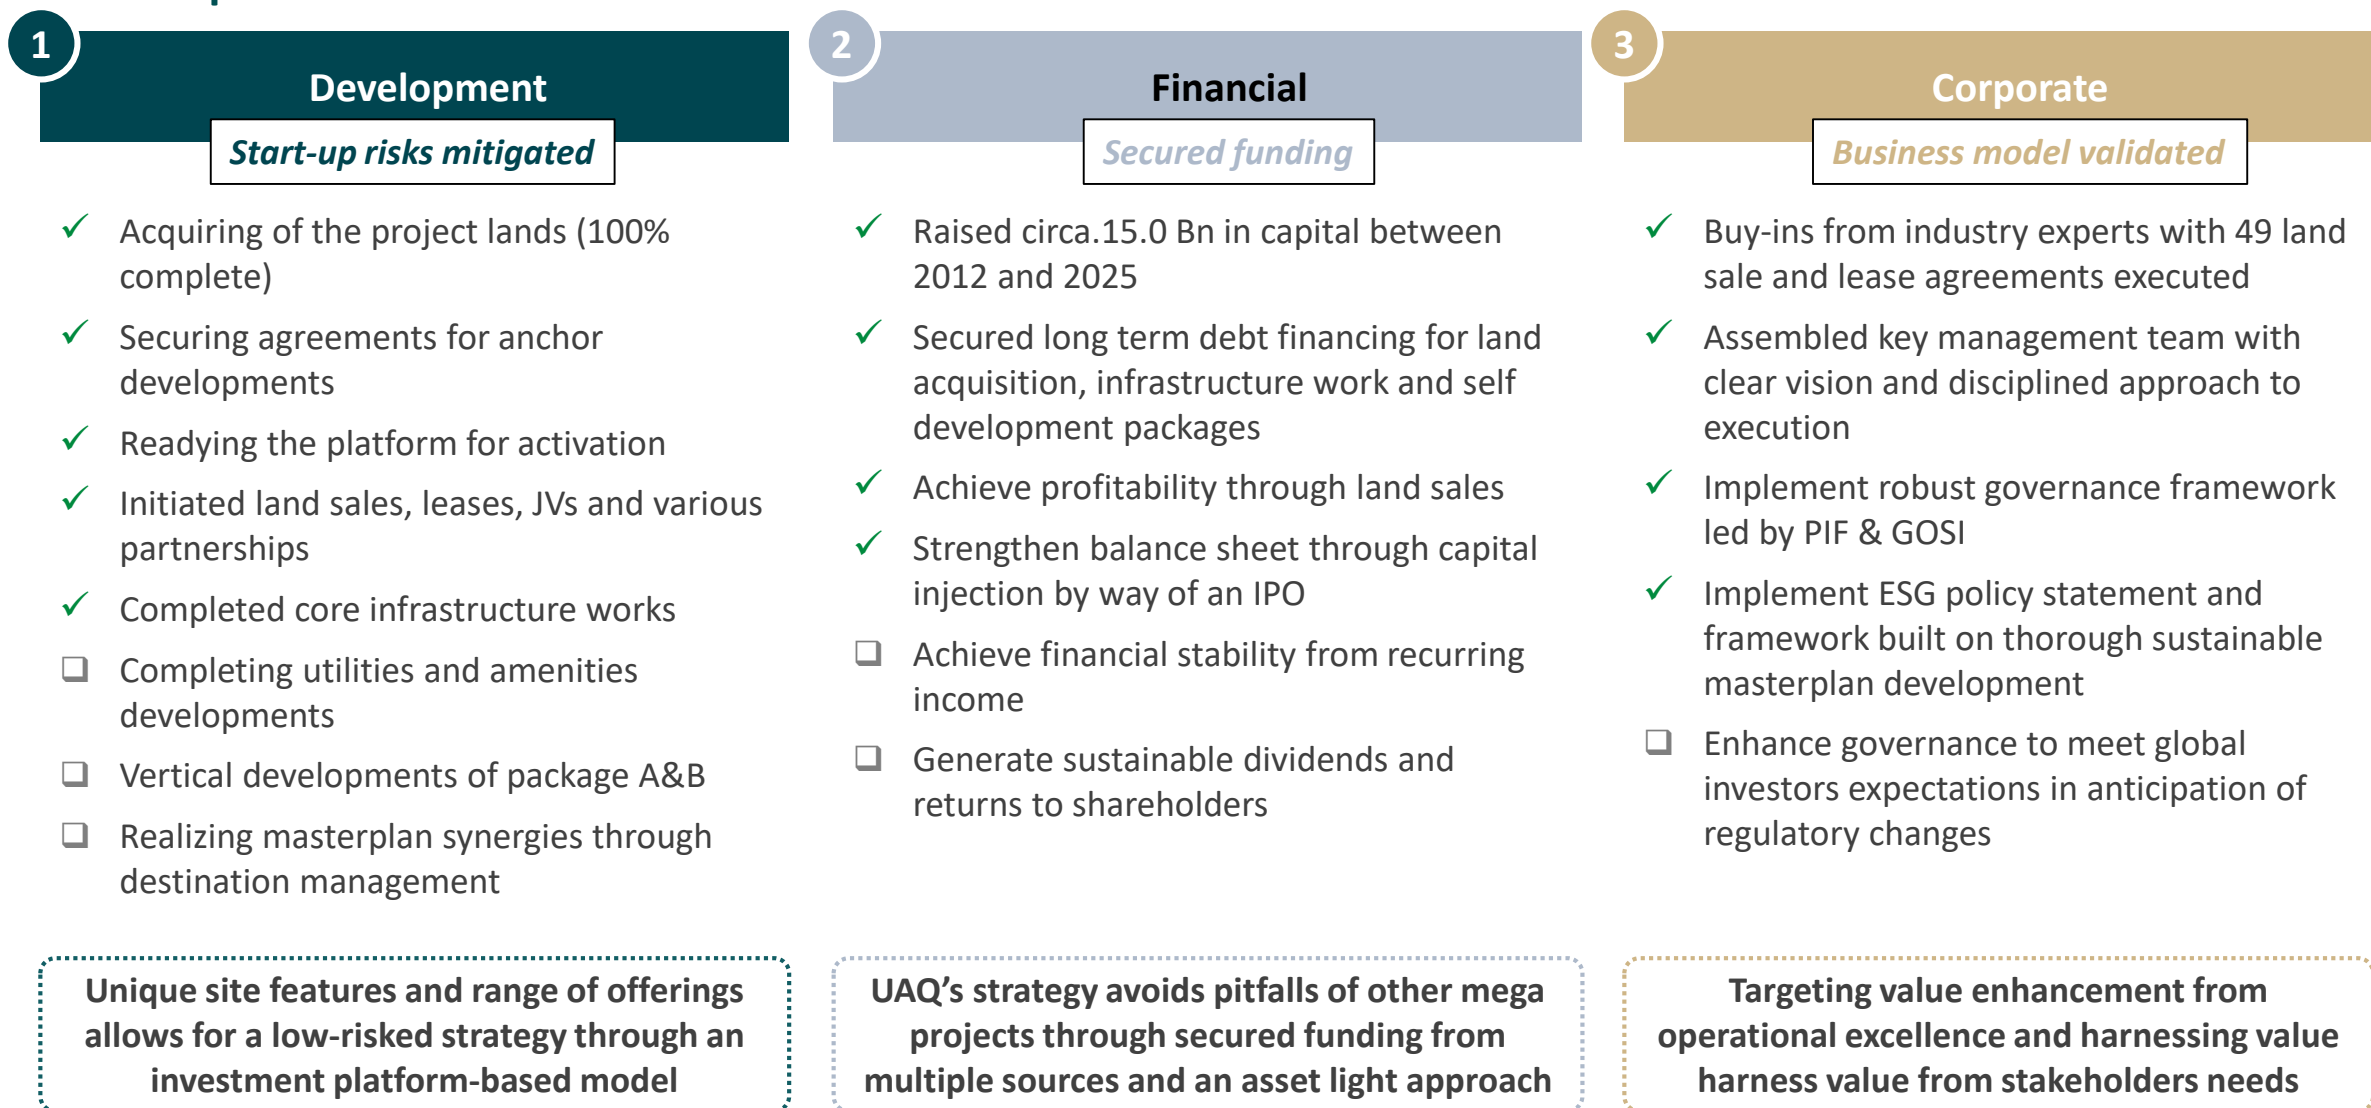 1
Development
Start-up risks mitigated
✓ Acquiring of the project lands (100%
complete)
✓ Securing agreements for anchor
developments
✓ Readying the platform for activation
✓ Initiated land sales, leases, JVs and various
partnerships
✓ Completed core infrastructure works
❑ Completing utilities and amenities
developments
❑ Vertical developments of package A&B
❑ Realizing masterplan synergies through
destination management
Unique site features and range of offerings
allows for a low-risked strategy through an
investment platform-based model
2
Financial
Secured funding
✓ Raised circa.15.0 Bn in capital between
2012 and 2025
✓ Secured long term debt financing for land
acquisition, infrastructure work and self
development packages
✓ Achieve profitability through land sales
✓ Strengthen balance sheet through capital
injection by way of an IPO
❑ Achieve financial stability from recurring
income
❑ Generate sustainable dividends and
returns to shareholders
UAQ’s strategy avoids pitfalls of other mega
projects through secured funding from
multiple sources and an asset light approach
3
Corporate
Business model validated
✓ Buy-ins from industry experts with 49 land
sale and lease agreements executed
✓ Assembled key management team with
clear vision and disciplined approach to
execution
✓ Implement robust governance framework
led by PIF & GOSI
✓ Implement ESG policy statement and
framework built on thorough sustainable
masterplan development
❑ Enhance governance to meet global
investors expectations in anticipation of
regulatory changes
Targeting value enhancement from
operational excellence and harnessing value
harness value from stakeholders needs